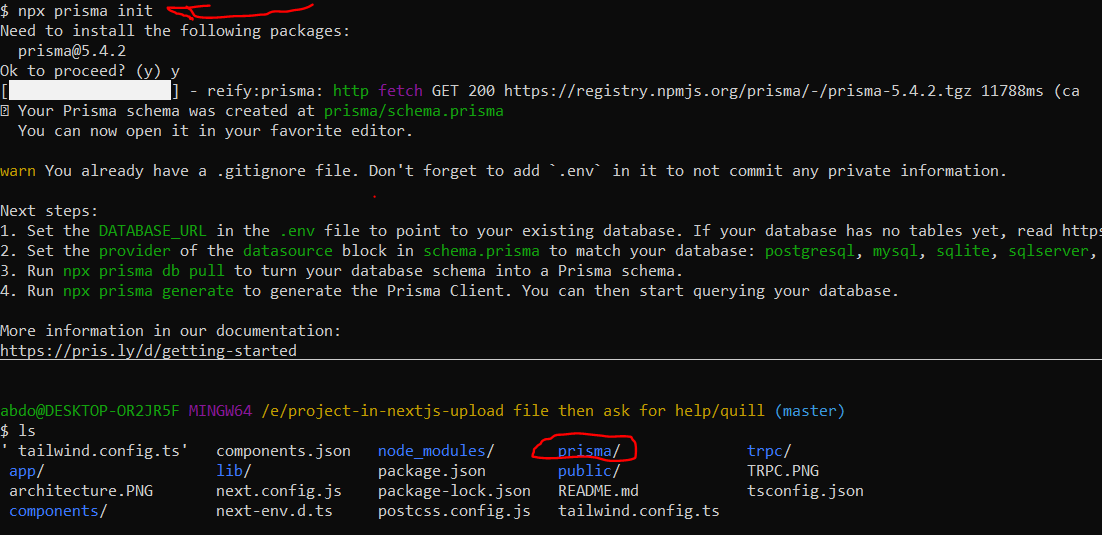 $ npx prisma init
Need to install the following packages:
  prisma@5.4.2
Ok to proceed? (y) y
[                  ] - reify:prisma: http fetch GET 200 https://registry.npmjs.org/prisma/-/prisma-5.4.2.tgz 11788ms (ca
Your Prisma schema was created at prisma/schema.prisma
  You can now open it in your favorite editor.
warn You already have a .gitignore file. Don't forget to add `.env` in it to not commit any private information.
Next steps:
1. Set the DATABASE_URL in the .env file to point to your existing database. If your database has no tables yet, read https
2. Set the provider of the datasource block in schema.prisma to match your database: postgresql, mysql, sqlite, sqlserver,
3. Run npx prisma db pull to turn your database schema into a Prisma schema.
4. Run npx prisma generate to generate the Prisma Client. You can then start querying your database.
More information in our documentation:
https://pris.ly/d/getting-started
abdo@DESKTOP-OR2JR5F MINGW64 /e/project-in-nextjs-upload file then ask for help/quill (master)
$ ls
' tailwind.config.ts'   components.json   node_modules/       prisma/              trpc/
 app/                   lib/              package.json        public/              TRPC.PNG
 architecture.PNG       next.config.js    package-lock.json   README.md            tsconfig.json
 components/            next-env.d.ts     postcss.config.js   tailwind.config.ts